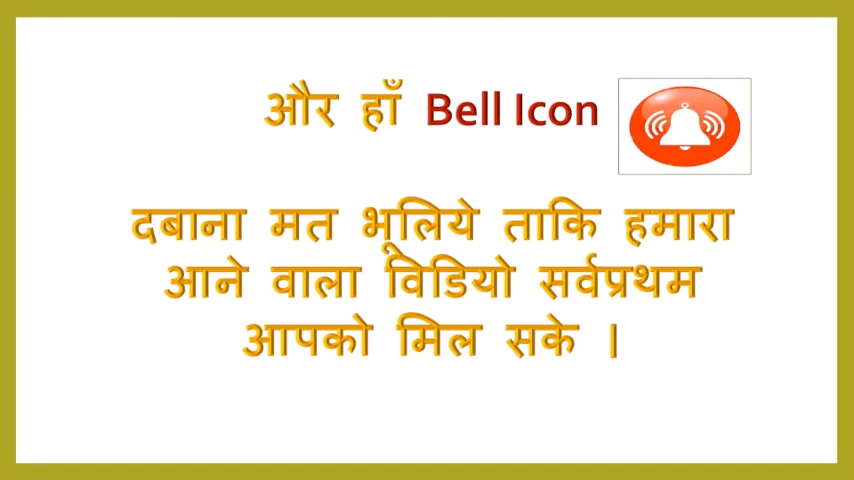 और हाँ Bell Icon
दबाना मत भूलिये ताकि हमारा
आने वाला विडियो सर्वप्रथम
आपको मिल सके ।